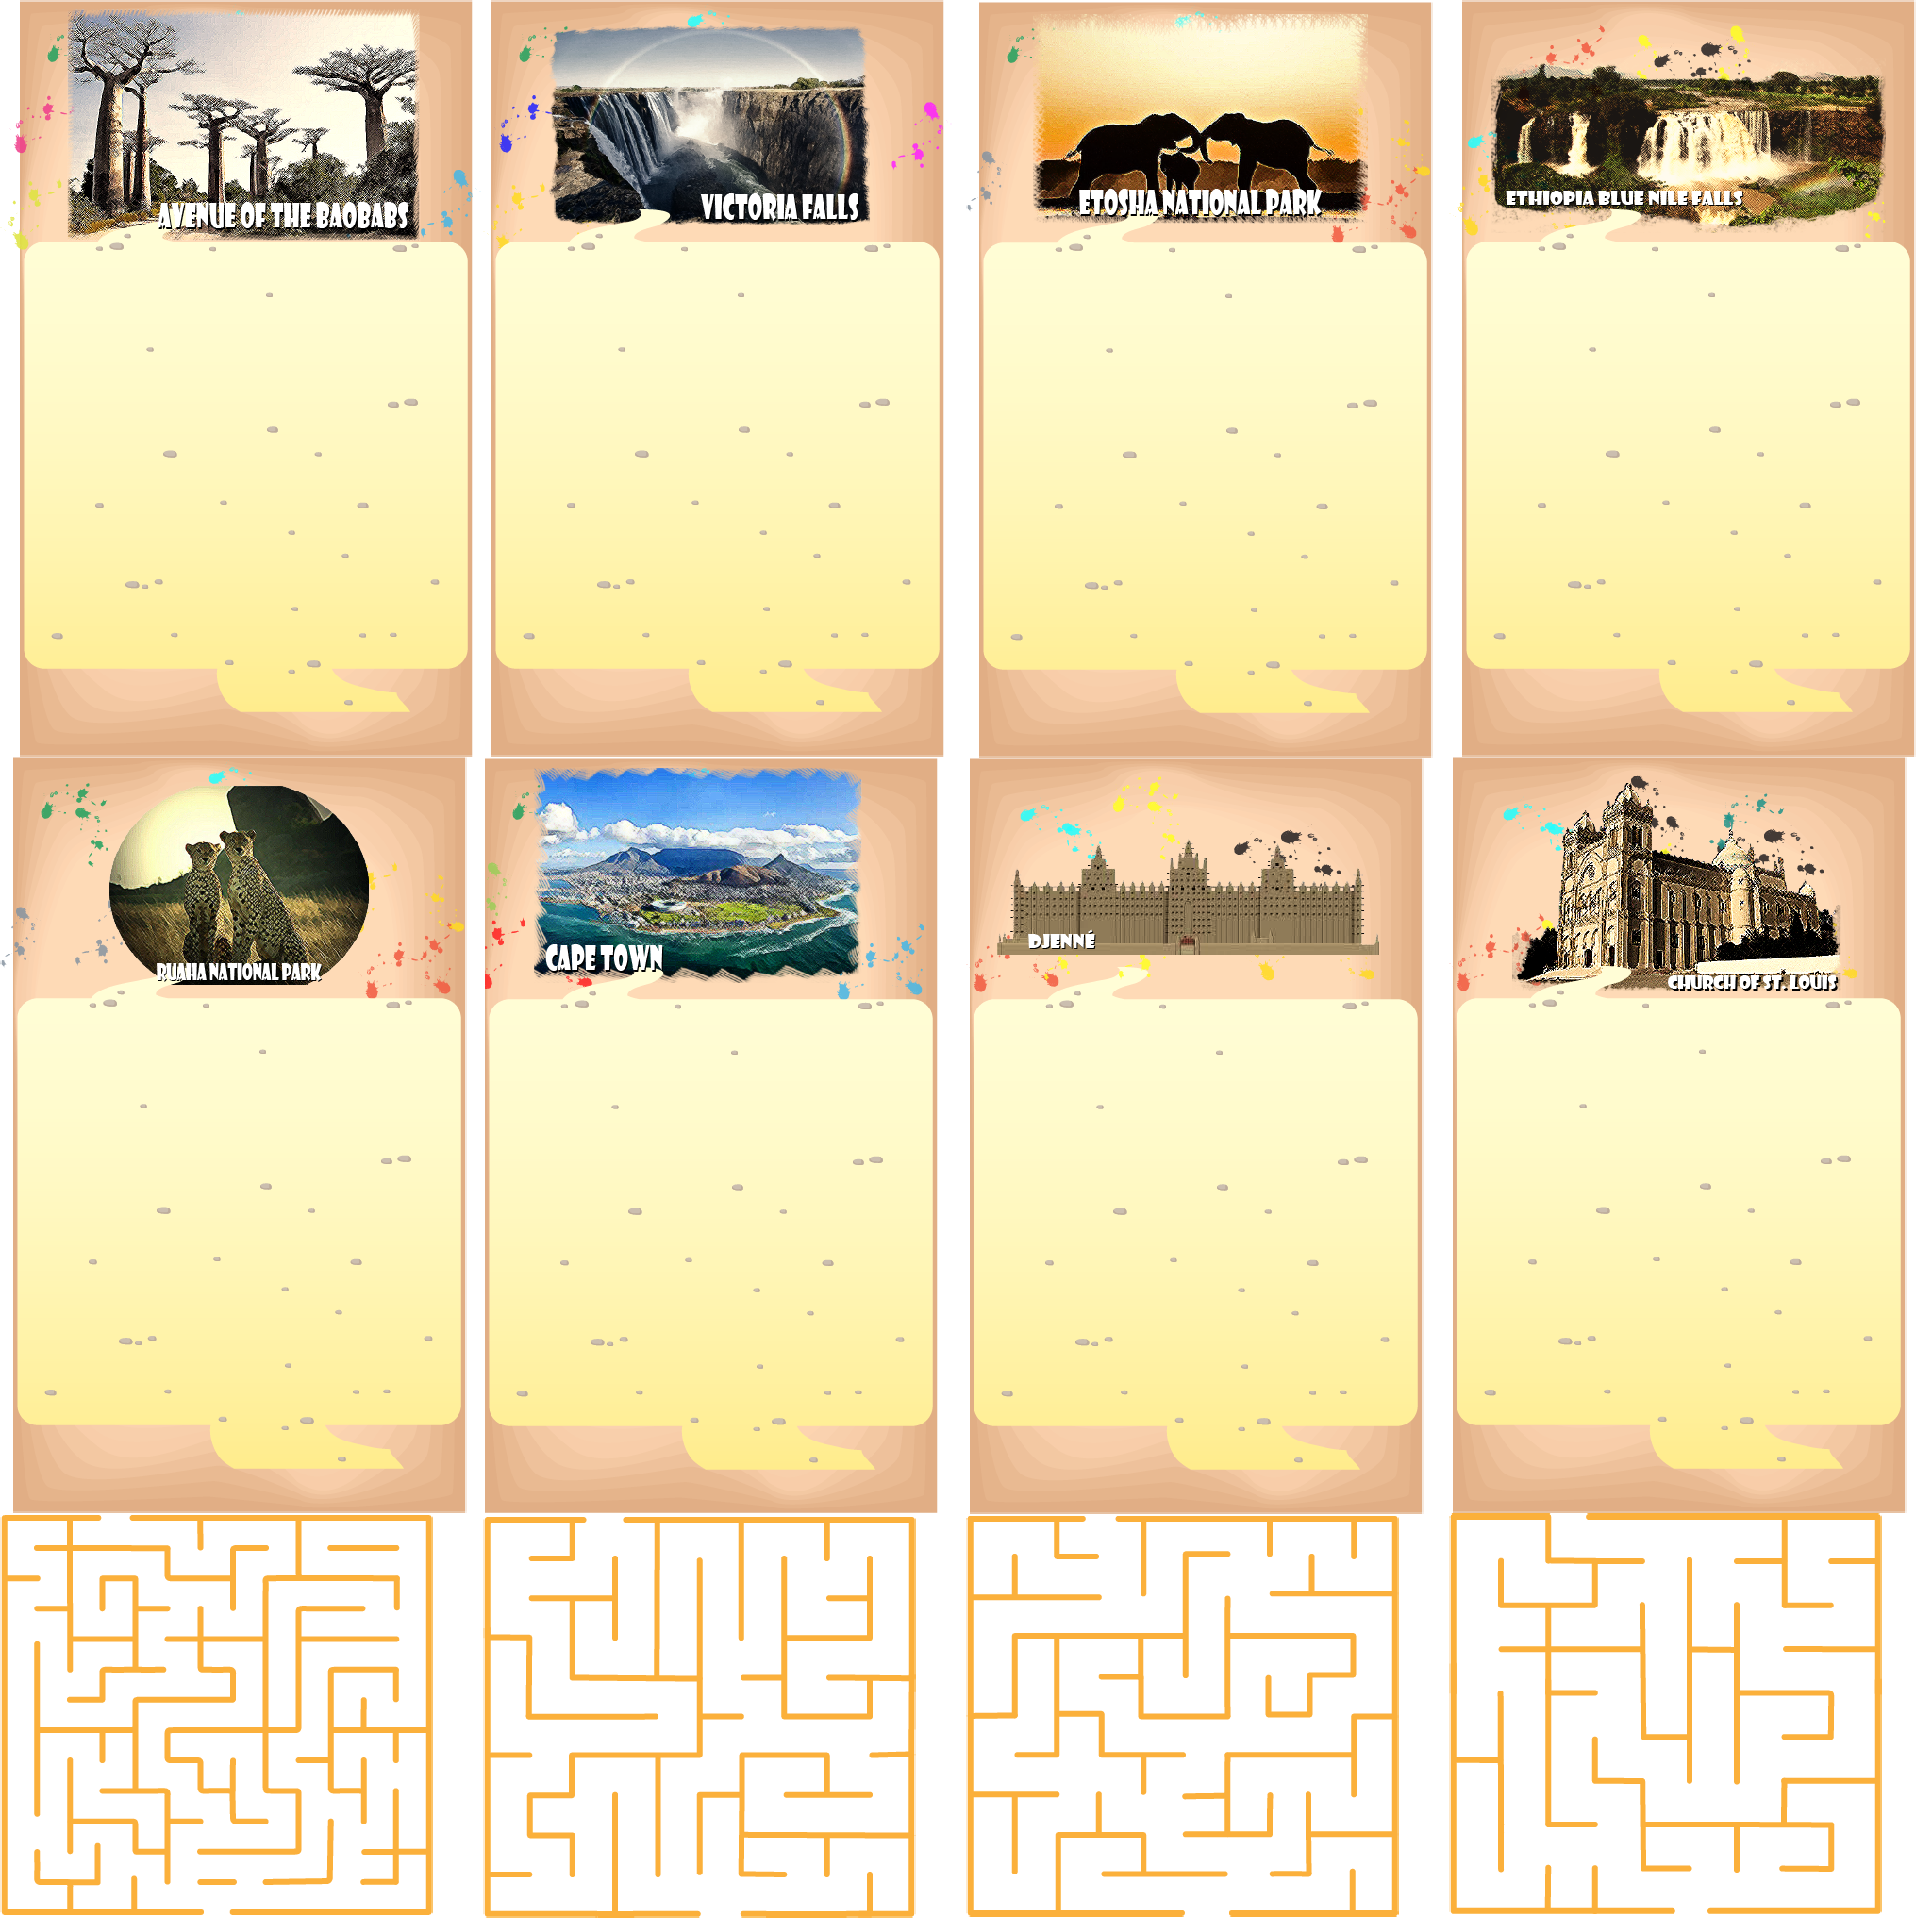 AVENUE OF THE BAOBABS
VICTORIA FALLS
ETOSHA NATIONAL PARK
ETHIOPIA BLUE NILE FALLS
RUAHA NATIONAL PARK
CAPE TOWN
DJENNÉ
CHURCH OF ST. LOUIS